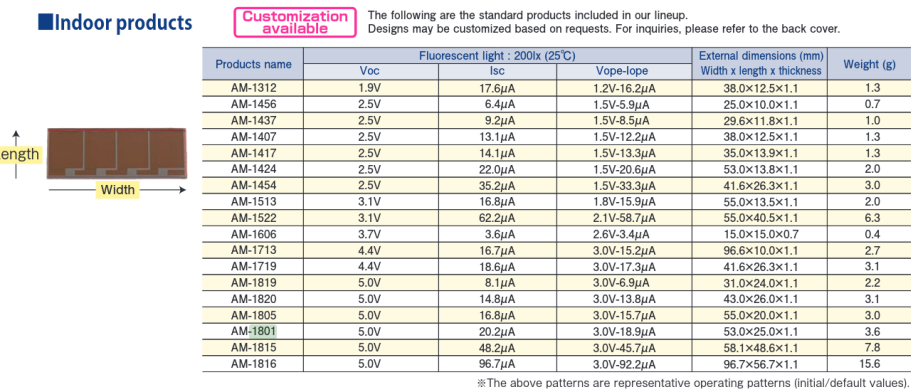 ■Indoor products
Customization available
The following are the standard products included in our lineup.
Designs may be customized based on requests. For inquiries, please refer to the back cover.
Products name Fluorescent light : 200lx (25℃) External dimensions (mm) Width x length x thickness Weight (g)
Voc Isc Vope-Iope
AM-1312 1.9V 17.6μA 1.2V-16.2μA 38.0×12.5×1.1 1.3
AM-1456 2.5V 6.4μA 1.5V-5.9μA 25.0×10.0×1.1 0.7
AM-1437 2.5V 9.2μA 1.5V-8.5μA 29.6×11.8×1.1 1.0
AM-1407 2.5V 13.1μA 1.5V-12.2μA 38.0×12.5×1.1 1.3
AM-1417 2.5V 14.1μA 1.5V-13.3μA 35.0×13.9×1.1 1.3
AM-1424 2.5V 22.0μA 1.5V-20.6μA 53.0×13.8×1.1 2.0
AM-1454 2.5V 35.2μA 1.5V-33.3μA 41.6×26.3×1.1 3.0
AM-1513 3.1V 16.8μA 1.8V-15.9μA 55.0×13.5×1.1 2.0
AM-1522 3.1V 62.2μA 2.1V-58.7μA 55.0×40.5×1.1 6.3
AM-1606 3.7V 3.6μA 2.6V-3.4μA 15.0×15.0×0.7 0.4
AM-1713 4.4V 16.7μA 3.0V-15.2μA 96.6×10.0×1.1 2.7
AM-1719 4.4V 18.6μA 3.0V-17.3μA 41.6×26.3×1.1 3.1
AM-1819 5.0V 8.1μA 3.0V-6.9μA 31.0×24.0×1.1 2.2
AM-1820 5.0V 14.8μA 3.0V-13.8μA 43.0×26.0×1.1 3.1
AM-1805 5.0V 16.8μA 3.0V-15.7μA 55.0×20.0×1.1 3.0
AM-1801 5.0V 20.2μA 3.0V-18.9μA 53.0×25.0×1.1 3.6
AM-1815 5.0V 48.2μA 3.0V-45.7μA 58.1×48.6×1.1 7.8
AM-1816 5.0V 96.7μA 3.0V-92.2μA 96.7×56.7×1.1 15.6
ength
Width
※The above patterns are representative operating patterns (initial/default values).